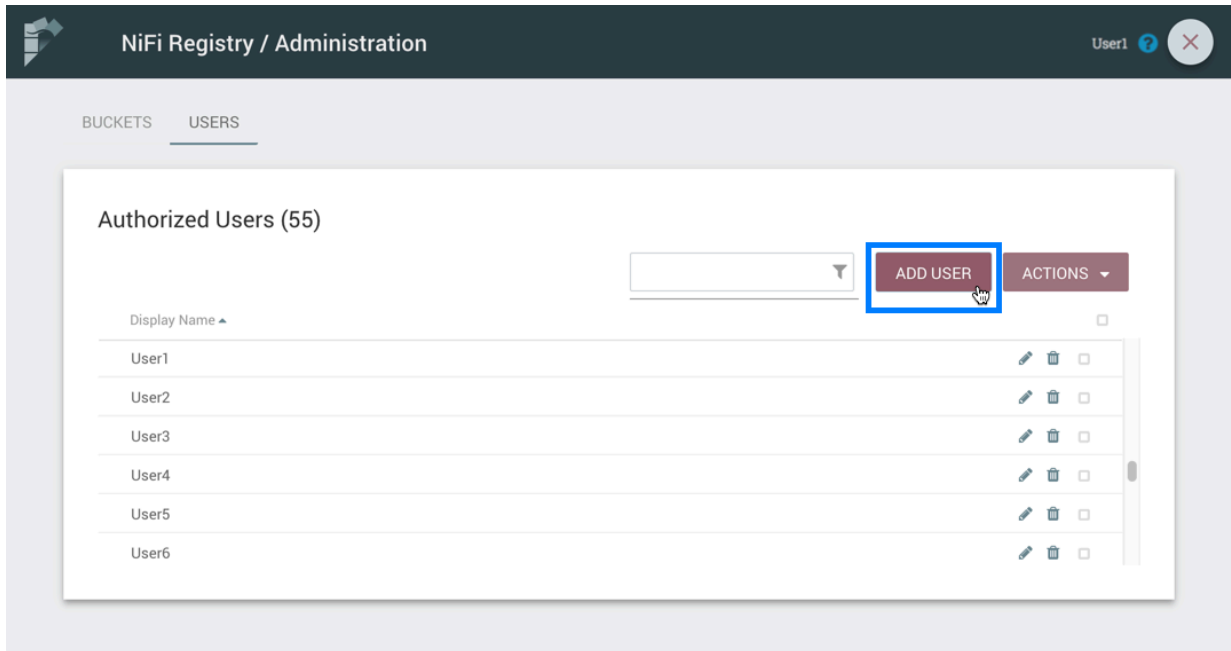 NiFi Registry / Administration
User1 ?
BUCKETS USERS
Authorized Users (55)
ADD USER ACTIONS
Display Name
User1
User2
User3
User4
User5
User6